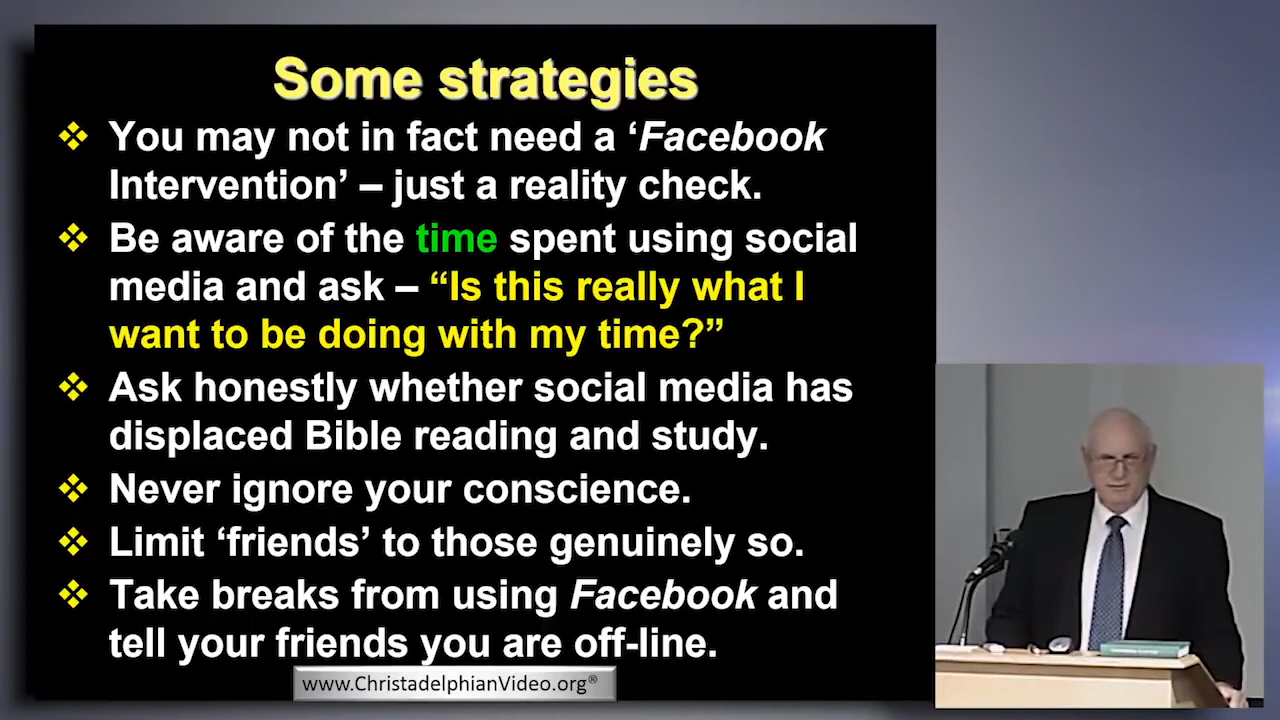 Some strategies
❖ You may not in fact need a ‘Facebook
Intervention’ – just a reality check.
❖ Be aware of the time spent using social
media and ask – “Is this really what I
want to be doing with my time?”
❖ Ask honestly whether social media has
displaced Bible reading and study.
❖ Never ignore your conscience.
❖ Limit ‘friends’ to those genuinely so.
❖ Take breaks from using Facebook and
tell your friends you are off-line.
www.ChristadelphianVideo.org®